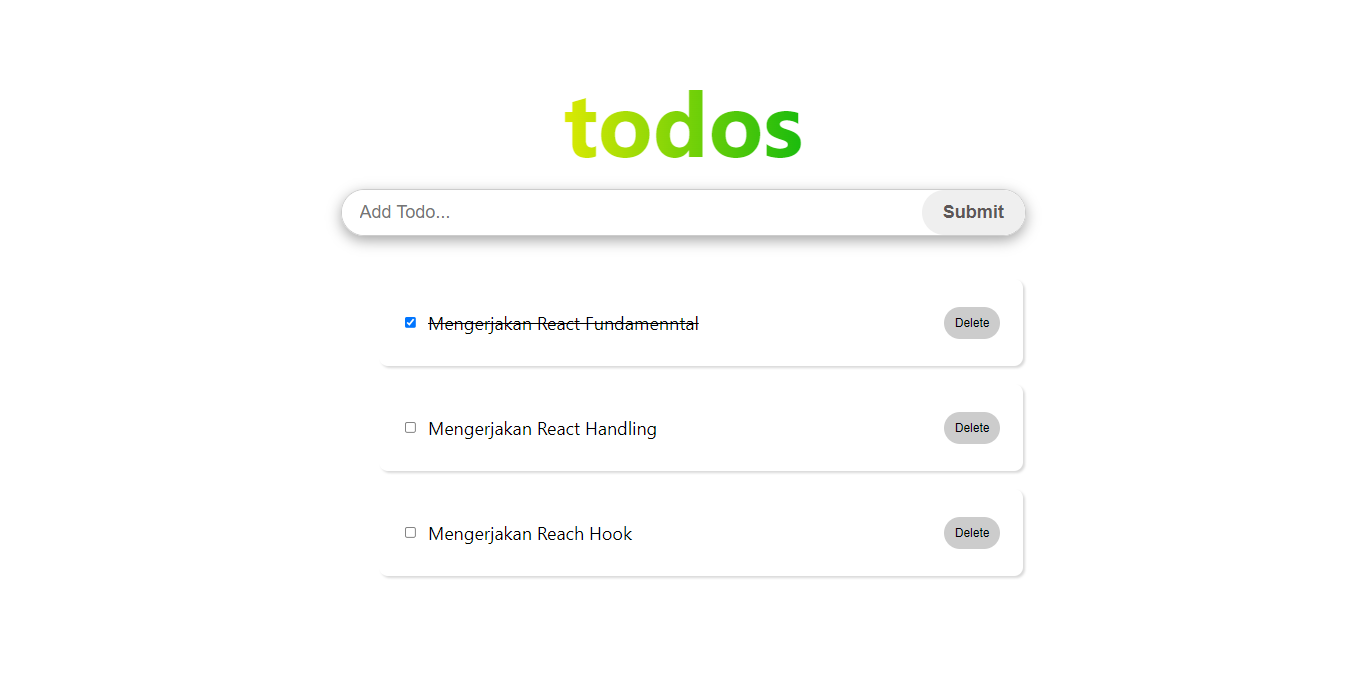 todos
Add Todo... Submit
Mengerjakan React Fundamenntal Delete
Mengerjakan React Handling Delete
Mengerjakan Reach Hook Delete